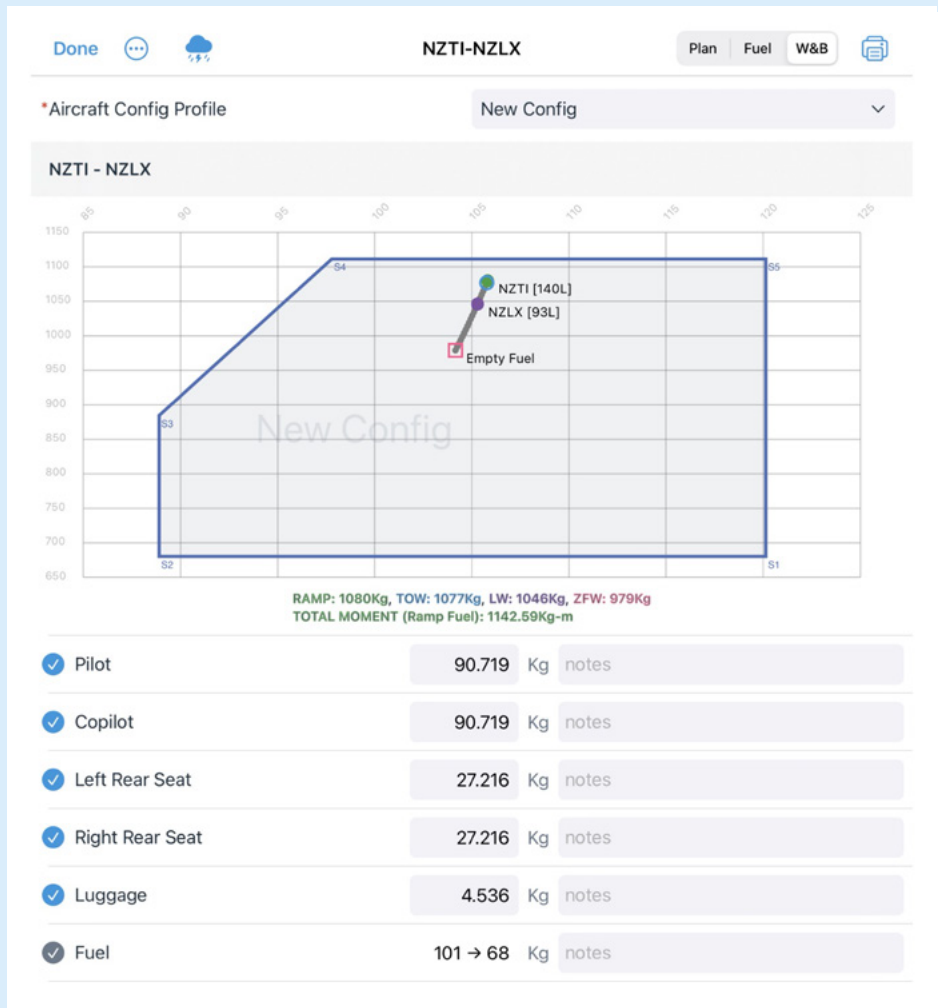 Done
NZTI-NZLX
Plan Fuel W&B
*Aircraft Config Profile
New Config
NZTI - NZLX
85 90 95 100 105 110 115 120 125
1150
1100
S4 S5
NZTI [140L]
1050
NZLX [93L]
1000
950
Empty Fuel
900
S3
New Config
850
800
750
700
S2 S1
650
RAMP: 1080Kg, TOW: 1077Kg, LW: 1046Kg, ZFW: 979Kg
TOTAL MOMENT (Ramp Fuel): 1142.59Kg-m
Pilot 90.719 Kg notes
Copilot 90.719 Kg notes
Left Rear Seat 27.216 Kg notes
Right Rear Seat 27.216 Kg notes
Luggage 4.536 Kg notes
Fuel 101 → 68 Kg notes